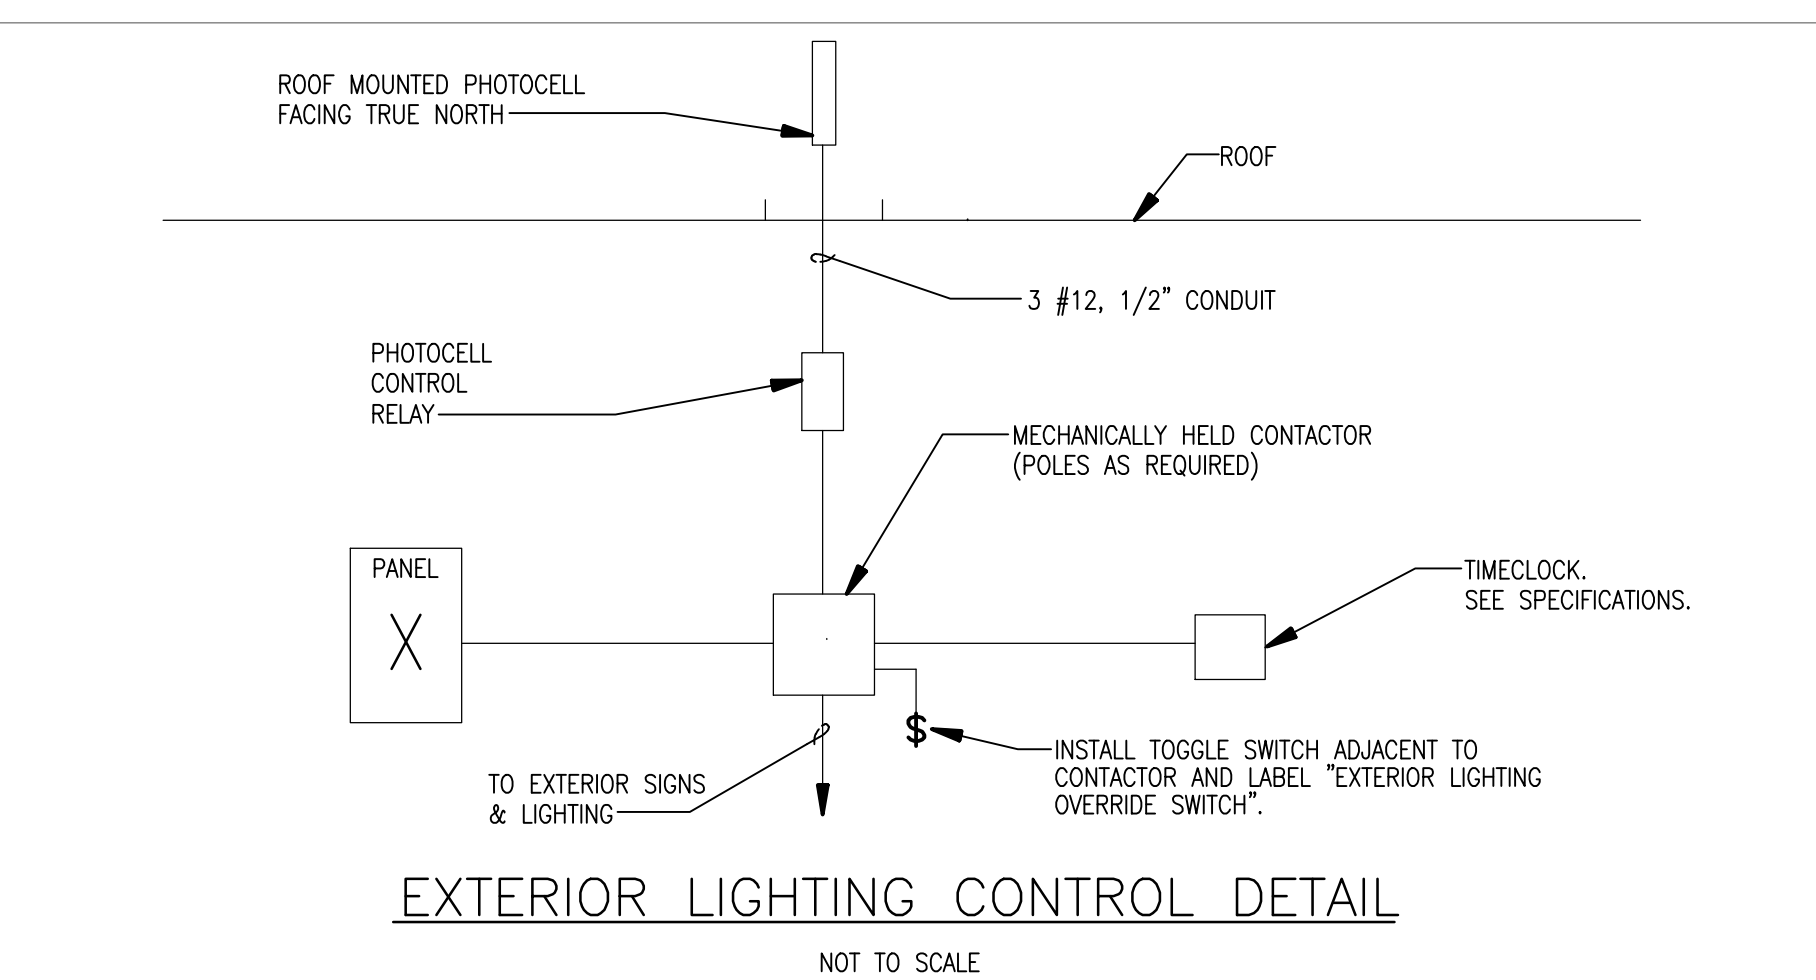 ROOF MOUNTED PHOTOCELL
FACING TRUE NORTH
ROOF
3 #12, 1/2" CONDUIT
PHOTOCELL
CONTROL
RELAY
MECHANICALLY HELD CONTACTOR
(POLES AS REQUIRED)
PANEL
X
TIMECLOCK.
SEE SPECIFICATIONS.
$
INSTALL TOGGLE SWITCH ADJACENT TO
CONTACTOR AND LABEL "EXTERIOR LIGHTING
OVERRIDE SWITCH".
TO EXTERIOR SIGNS
& LIGHTING
EXTERIOR LIGHTING CONTROL DETAIL
NOT TO SCALE